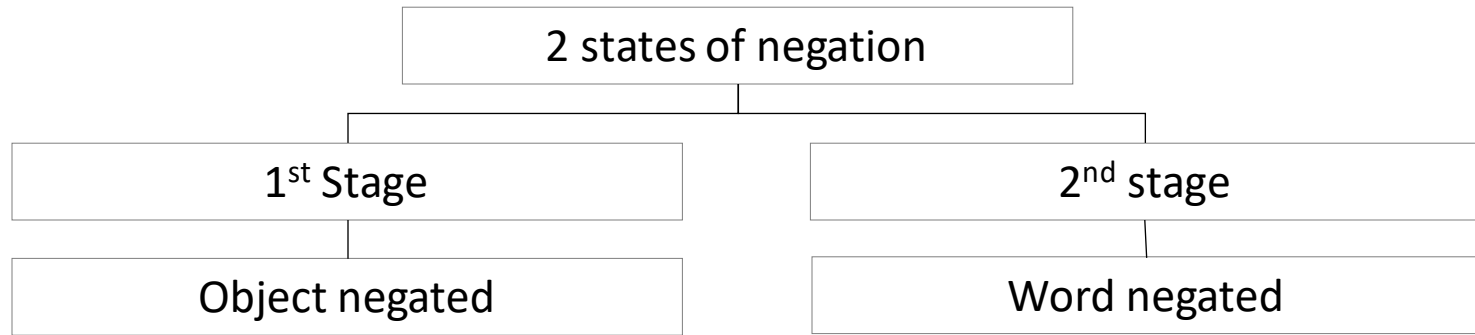 2 states of negation
1st Stage
2nd stage
Object negated
Word negated